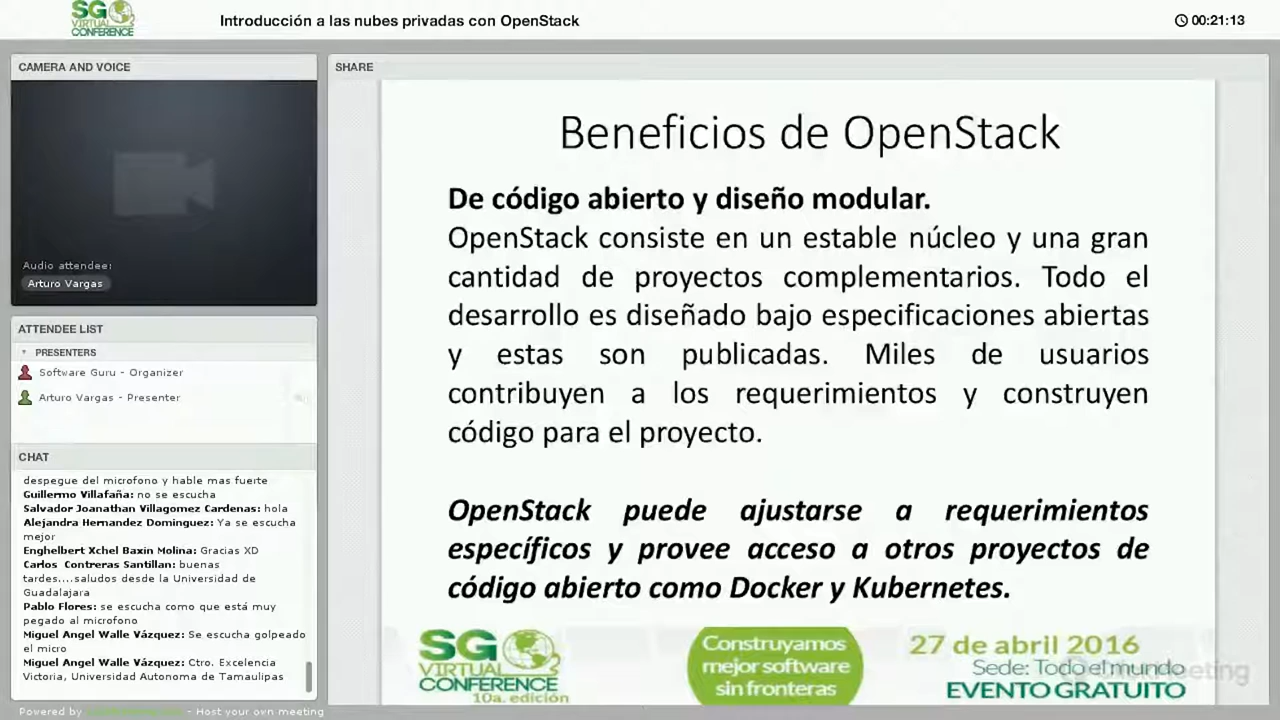 SG
VIRTUAL
CONFERENCE
Introducción a las nubes privadas con OpenStack
00:21:13
CAMERA AND VOICE
Audio attendee:
Arturo Vargas
ATTENDEE LIST
PRESENTERS
Software Guru - Organizer
Arturo Vargas - Presenter
CHAT
despegue del microfono y hable mas fuerte
Guillermo Villafaña: no se escucha
Salvador Joanathan Villagomez Cardenas: hola
Alejandra Hernandez Dominguez: Ya se escucha
mejor
Enghelbert Xchel Baxin Molina: Gracias XD
Carlos Contreras Santillan: buenas
tardes....saludos desde la Universidad de
Guadalajara
Pablo Flores: se escucha como que está muy
pegado al microfono
Miguel Angel Walle Vázquez: Se escucha golpeado
el micro
Miguel Angel Walle Vázquez: Ctro. Excelencia
Victoria, Universidad Autonoma de Tamaulipas
Powered by - Host your own meeting
SHARE
Beneficios de OpenStack
De código abierto y diseño modular.
OpenStack consiste en un estable núcleo y una gran
cantidad de proyectos complementarios. Todo el
desarrollo es diseñado bajo especificaciones abiertas
y estas son publicadas. Miles de usuarios
contribuyen a los requerimientos y construyen
código para el proyecto.
OpenStack puede ajustarse a requerimientos
específicos y provee acceso a otros proyectos de
código abierto como Docker y Kubernetes.
SG
VIRTUAL
CONFERENCE
10a. edición
Construyamos
mejor software
sin fronteras
27 de abril 2016
Sede: Todo el mundo
EVENTO GRATUITO